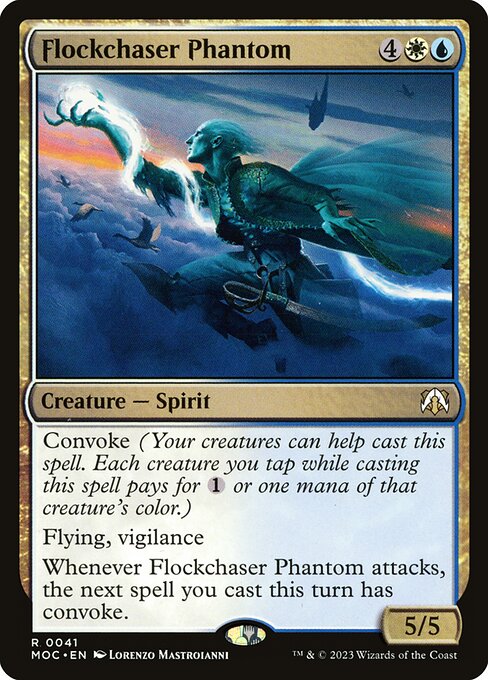 Flockchaser Phantom 4
Creature — Spirit
Convoke (Your creatures can help cast this
spell. Each creature you tap while casting
this spell pays for 1 or one mana of that
creature's color.)
Flying, vigilance
Whenever Flockchaser Phantom attacks,
the next spell you cast this turn has
convoke.
5/5
R 0041
MOC • EN Lorenzo Mastroianni
™ & © 2023 Wizards of the Coast